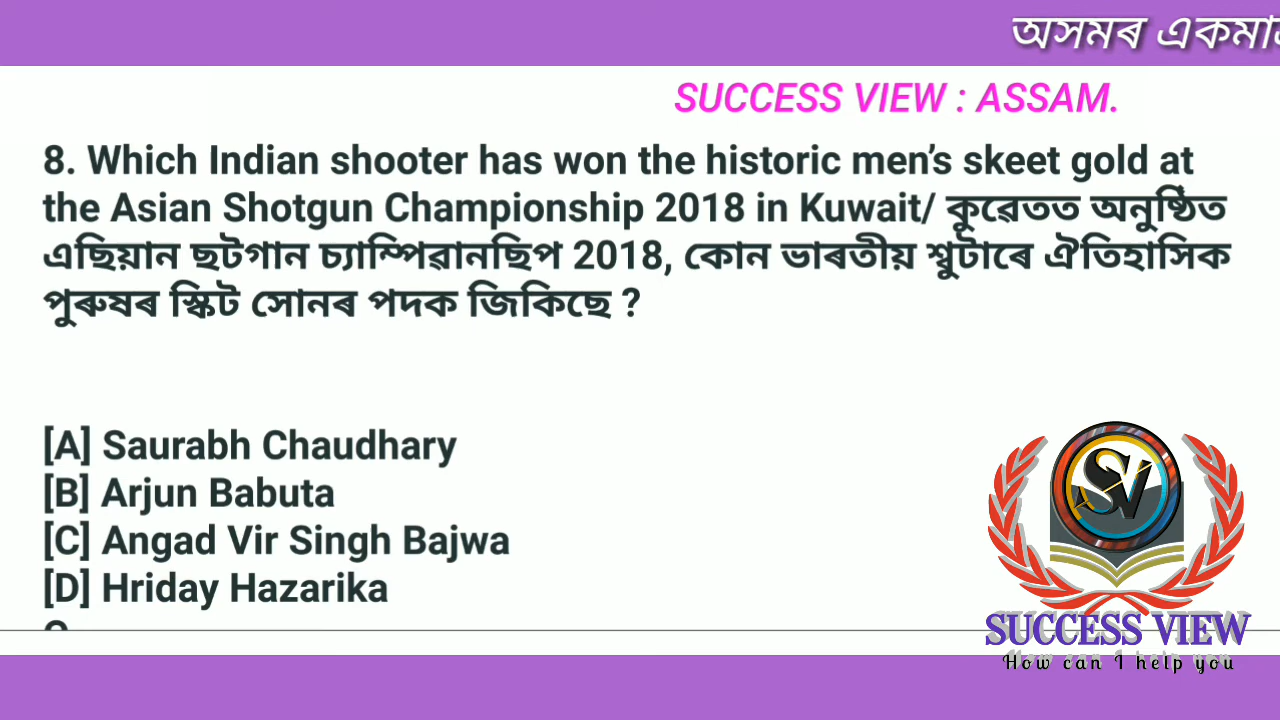 অসমৰ
SUCCESS VIEW : ASSAM.
8. Which Indian shooter has won the historic men’s skeet gold at
the Asian Shotgun Championship 2018 in Kuwait/ কুৱেতত অনুষ্ঠিত
এছিয়ান ছটগান চ্যাম্পিৱানছিপ 2018, কোন ভাৰতীয় শ্বুটাৰে ঐতিহাসিক
পুৰুষৰ স্কিট সোনৰ পদক জিকিছে ?
[A] Saurabh Chaudhary
[B] Arjun Babuta
[C] Angad Vir Singh Bajwa
[D] Hriday Hazarika
SV
SUCCESS VIEW
How can I help you